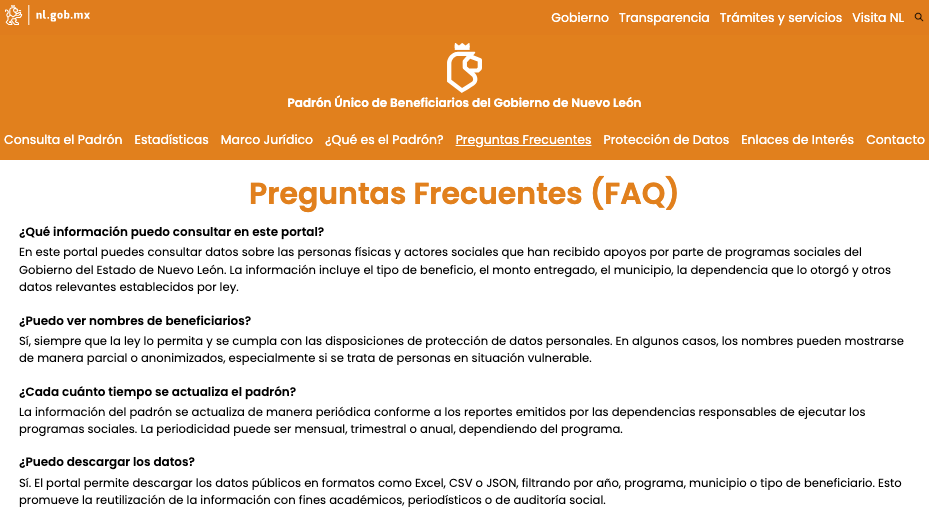 nl.gob.mx
Gobierno Transparencia Trámites y servicios Visita NL
Padrón Único de Beneficiarios del Gobierno de Nuevo León
Consulta el Padrón Estadísticas Marco Jurídico ¿Qué es el Padrón? Preguntas Frecuentes Protección de Datos Enlaces de Interés Contacto
Preguntas Frecuentes (FAQ)
¿Qué información puedo consultar en este portal?
En este portal puedes consultar datos sobre las personas físicas y actores sociales que han recibido apoyos por parte de programas sociales del
Gobierno del Estado de Nuevo León. La información incluye el tipo de beneficio, el monto entregado, el municipio, la dependencia que lo otorgó y otros
datos relevantes establecidos por ley.
¿Puedo ver nombres de beneficiarios?
Sí, siempre que la ley lo permita y se cumpla con las disposiciones de protección de datos personales. En algunos casos, los nombres pueden mostrarse
de manera parcial o anonimizados, especialmente si se trata de personas en situación vulnerable.
¿Cada cuánto tiempo se actualiza el padrón?
La información del padrón se actualiza de manera periódica conforme a los reportes emitidos por las dependencias responsables de ejecutar los
programas sociales. La periodicidad puede ser mensual, trimestral o anual, dependiendo del programa.
¿Puedo descargar los datos?
Sí. El portal permite descargar los datos públicos en formatos como Excel, CSV o JSON, filtrando por año, programa, municipio o tipo de beneficiario. Esto
promueve la reutilización de la información con fines académicos, periodísticos o de auditoría social.